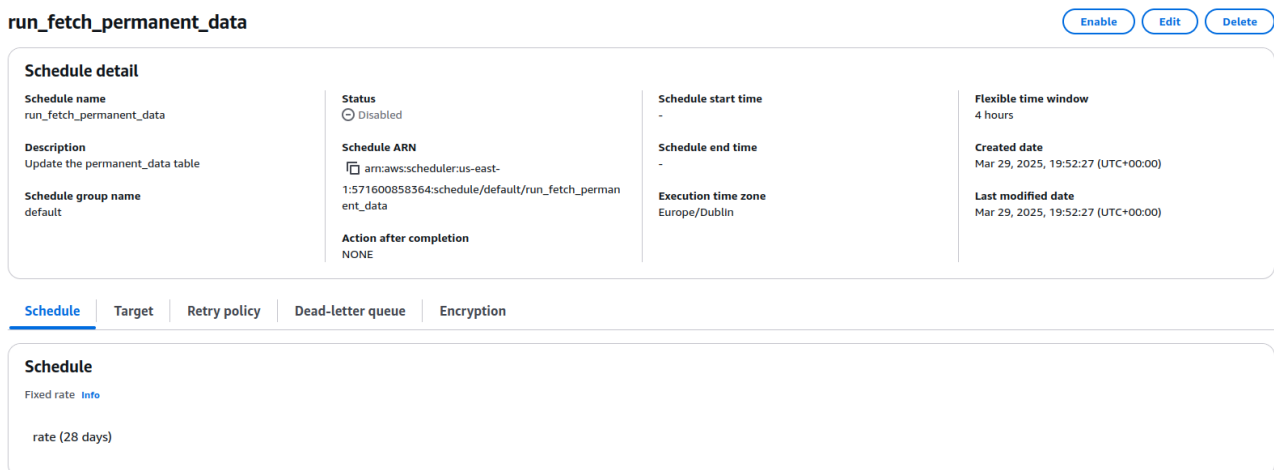 run_fetch_permanent_data
Enable
Edit
Delete
Schedule detail
Schedule name
run_fetch_permanent_data
Description
Update the permanent_data table
Schedule group name
default
Status
Disabled
Schedule ARN
arn:aws:scheduler:us-east-
1:571600858364:schedule/default/run_fetch_perman
ent_data
Action after completion
NONE
Schedule start time
-
Schedule end time
-
Execution time zone
Europe/Dublin
Flexible time window
4 hours
Created date
Mar 29, 2025, 19:52:27 (UTC+00:00)
Last modified date
Mar 29, 2025, 19:52:27 (UTC+00:00)
Schedule
Target
Retry policy
Dead-letter queue
Encryption
Schedule
Fixed rate Info
rate (28 days)